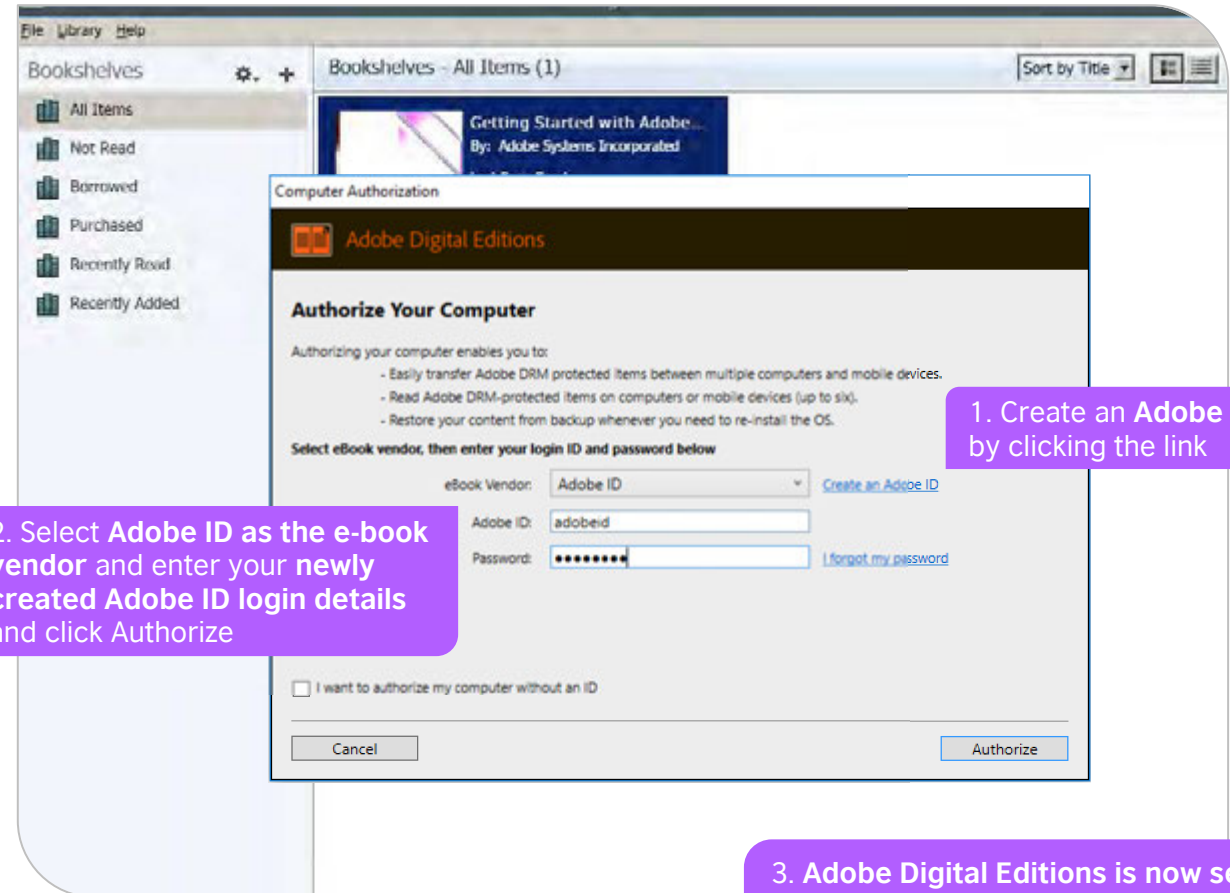 File Library Help
Bookshelves
Bookshelves - All Items (1)
Sort by Title
All Items
Not Read
Borrowed
Purchased
Recently Read
Recently Added
Getting Started with Adobe...
By: Adobe Systems Incorporated
Computer Authorization
Adobe Digital Editions
Authorize Your Computer
Authorizing your computer enables you to:
- Easily transfer Adobe DRM protected items between multiple computers and mobile devices.
- Read Adobe DRM-protected items on computers or mobile devices (up to six).
- Restore your content from backup whenever you need to re-install the OS.
Select eBook vendor, then enter your login ID and password below
eBook Vendor: Adobe ID Create an Adobe ID
Adobe ID: adobeid
Password: ●●●●●●●● I forgot my password
I want to authorize my computer without an ID
Cancel
Authorize
1. Create an Adobe
by clicking the link
2. Select Adobe ID as the e-book
vendor and enter your newly
created Adobe ID login details
and click Authorize
3. Adobe Digital Editions is now